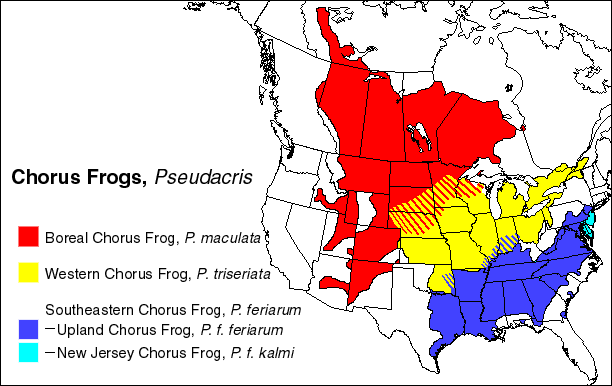 Chorus Frogs, Pseudacris
Boreal Chorus Frog, P. maculata
Western Chorus Frog, P. triseriata
Southeastern Chorus Frog, P. feriarum
—Upland Chorus Frog, P. f. feriarum
—New Jersey Chorus Frog, P. f. kalmi